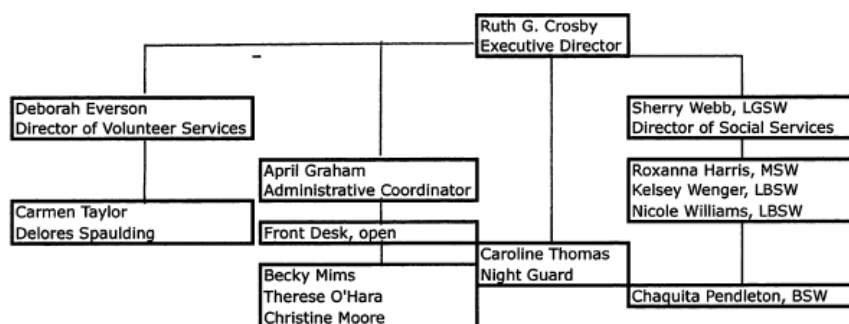 Ruth G. Crosby
Executive Director
Deborah Everson
Director of Volunteer Services
Sherry Webb, LGSW
Director of Social Services
April Graham
Administrative Coordinator
Roxanna Harris, MSW
Kelsey Wenger, LBSW
Nicole Williams, LBSW
Carmen Taylor
Delores Spaulding
Front Desk, open
Caroline Thomas
Night Guard
Becky Mims
Therese O'Hara
Christine Moore
Chaquita Pendleton, BSW